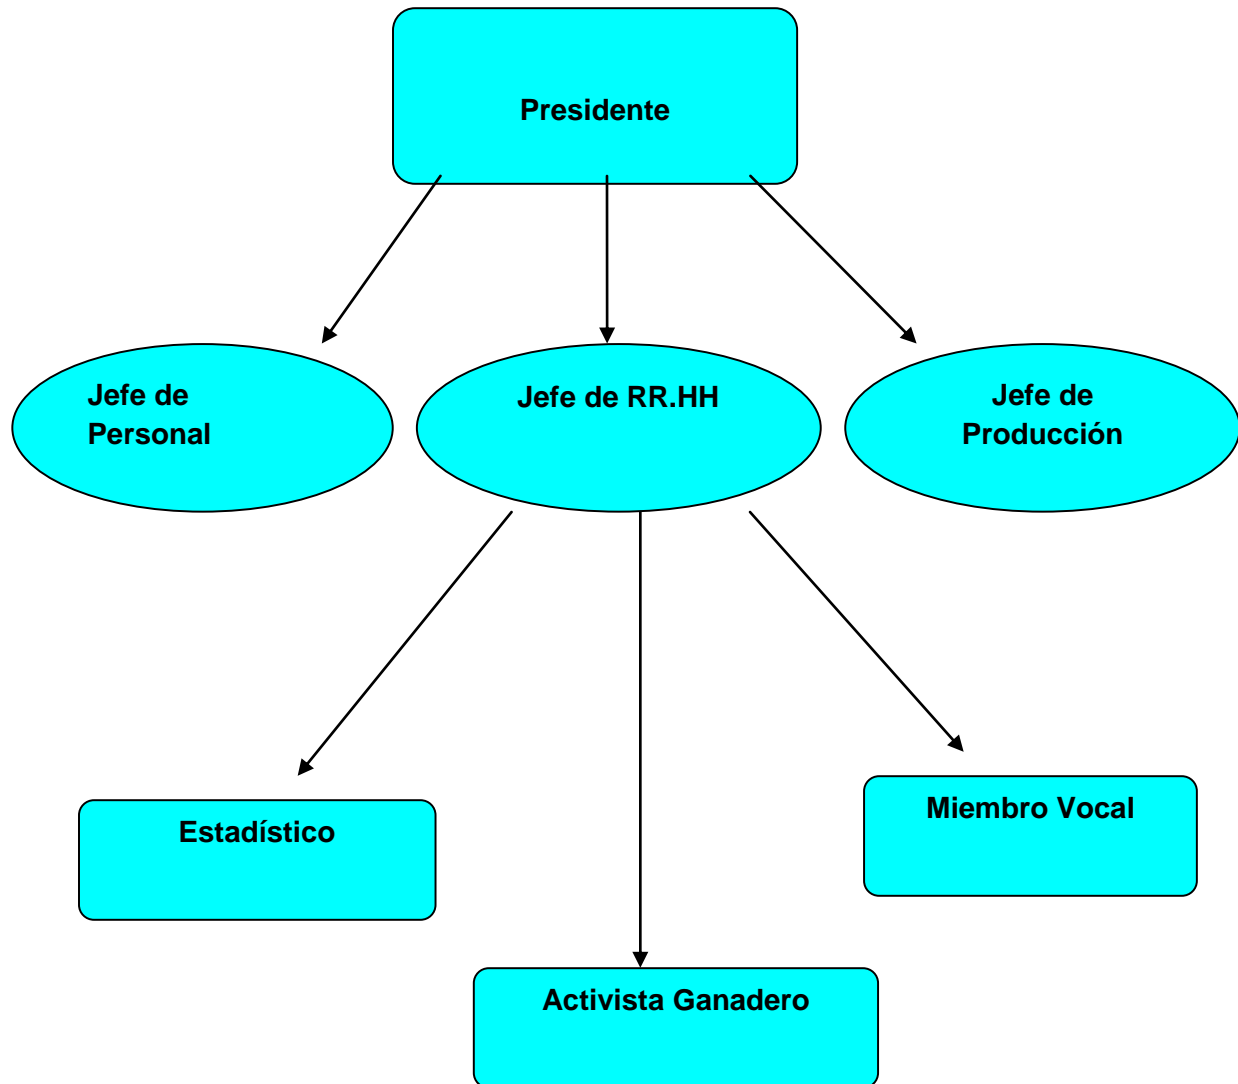 Presidente
Jefe de
Personal
Jefe de RR.HH
Jefe de
Producción
Estadístico
Miembro Vocal
Activista Ganadero